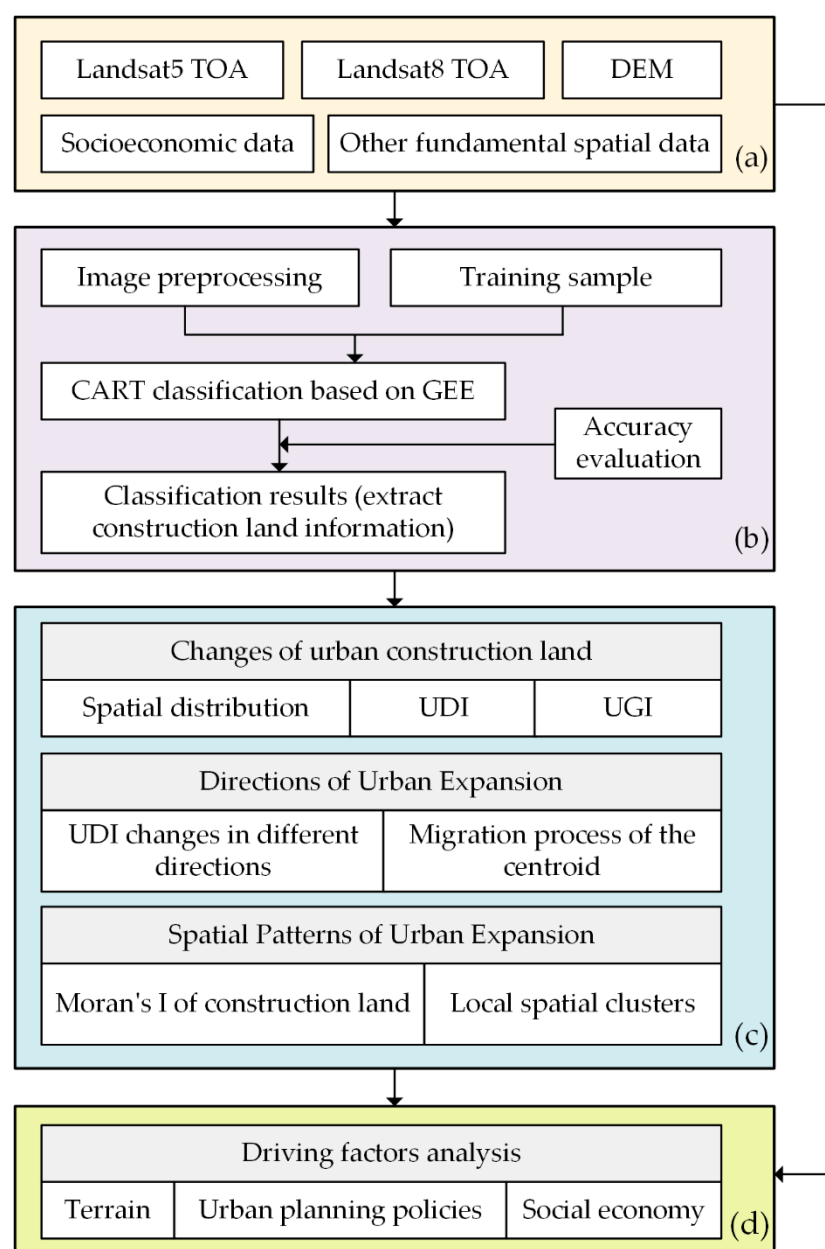 Landsat5 TOA
Landsat8 TOA
DEM
Socioeconomic data
Other fundamental spatial data
(a)
Image preprocessing
Training sample
CART classification based on GEE
Accuracy
evaluation
Classification results (extract
construction land information)
(b)
Changes of urban construction land
Spatial distribution
UDI
UGI
Directions of Urban Expansion
UDI changes in different
directions
Migration process of the
centroid
Spatial Patterns of Urban Expansion
Moran's I of construction land
Local spatial clusters
(c)
Driving factors analysis
Terrain
Urban planning policies
Social economy
(d)